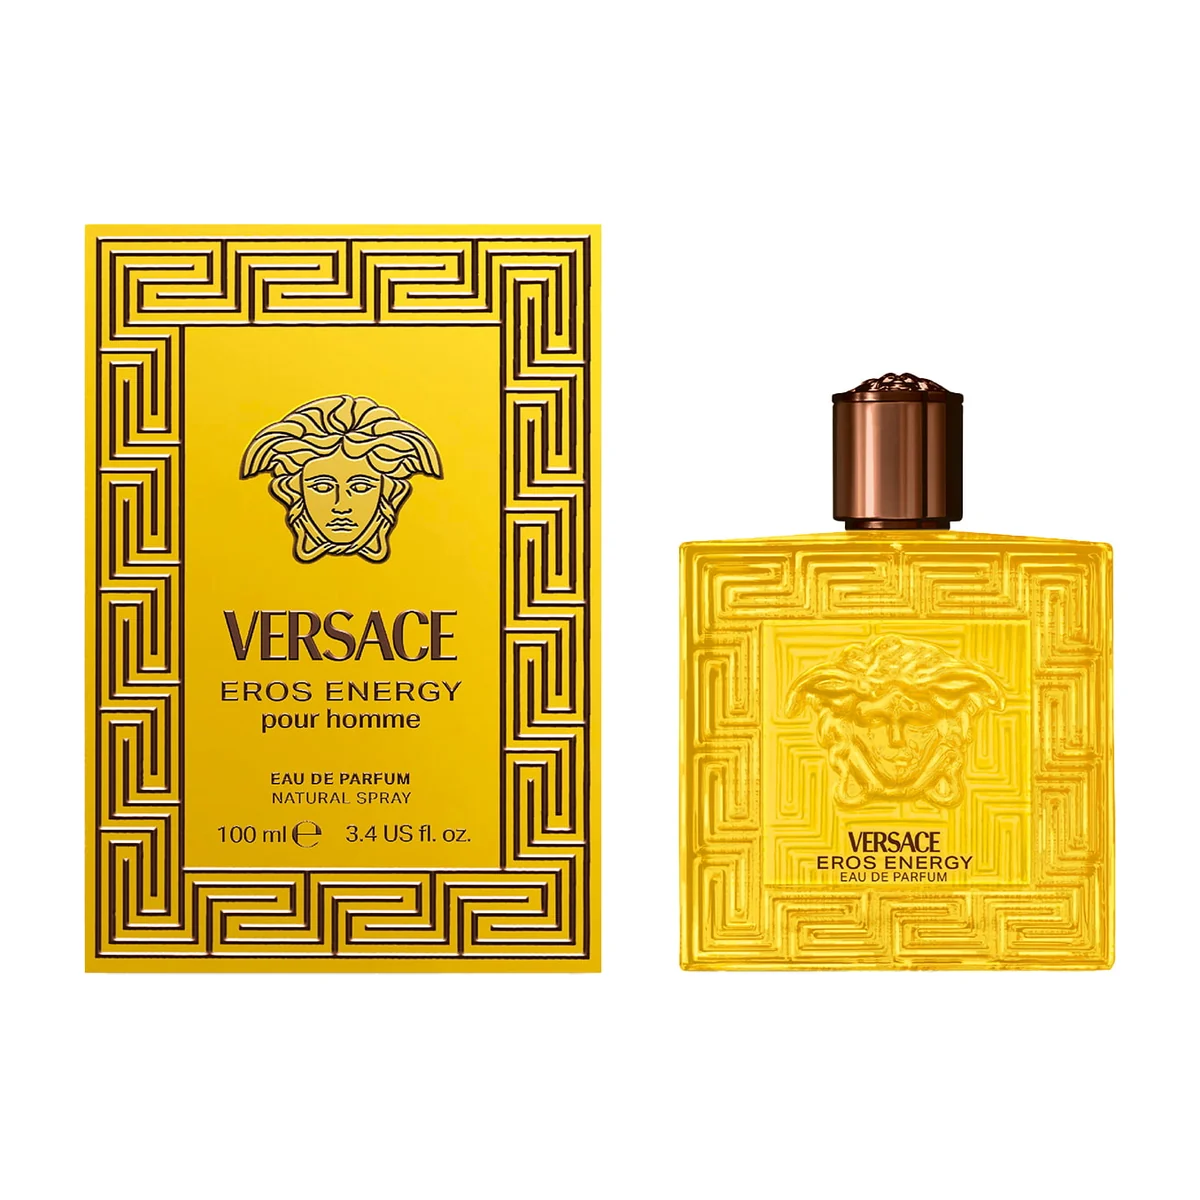 VERSACE
EROS ENERGY
pour homme
EAU DE PARFUM
NATURAL SPRAY
100 ml ℮ 3.4 US fl. oz.
VERSACE
EROS ENERGY
EAU DE PARFUM